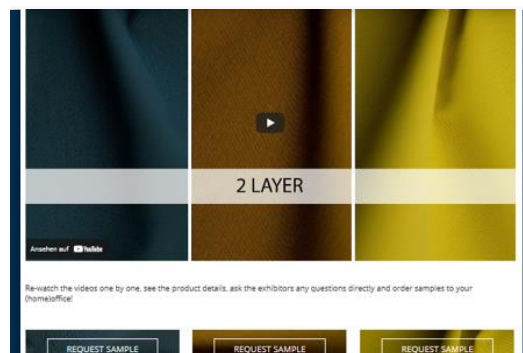 2 LAYER
Ansehen auf YouTube
Re-watch the videos one by one, see the product details, ask the exhibitors any questions directly and order samples to your
(home)office!
REQUEST SAMPLE REQUEST SAMPLE REQUEST SAMPLE